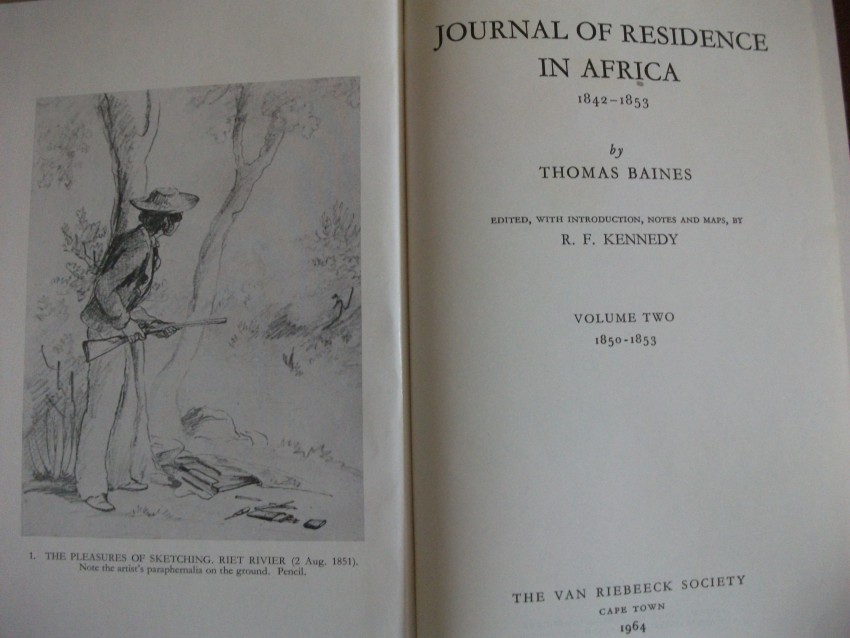 1. THE PLEASURES OF SKETCHING, RIET RIVIER (2 Aug. 1851).
Note the artist's paraphernalia on the ground. Pencil.
JOURNAL OF RESIDENCE
IN AFRICA
1842–1853
by
THOMAS BAINES
EDITED, WITH INTRODUCTION, NOTES AND MAPS, BY
R. F. KENNEDY
VOLUME TWO
1850-1853
THE VAN RIEBEECK SOCIETY
CAPE TOWN
1964